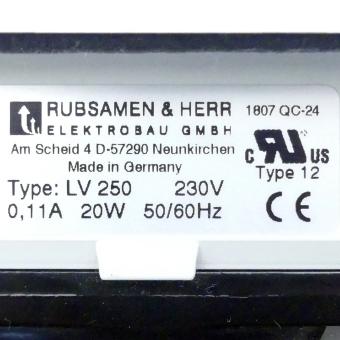 RUBSAMEN & HERR 1807 QC-24
ELEKTROBAU GMBH
Am Scheid 4 D-57290 Neunkirchen
Made in Germany
C RU US
Type 12
Type: LV 250 230V
0,11A 20W 50/60Hz CE